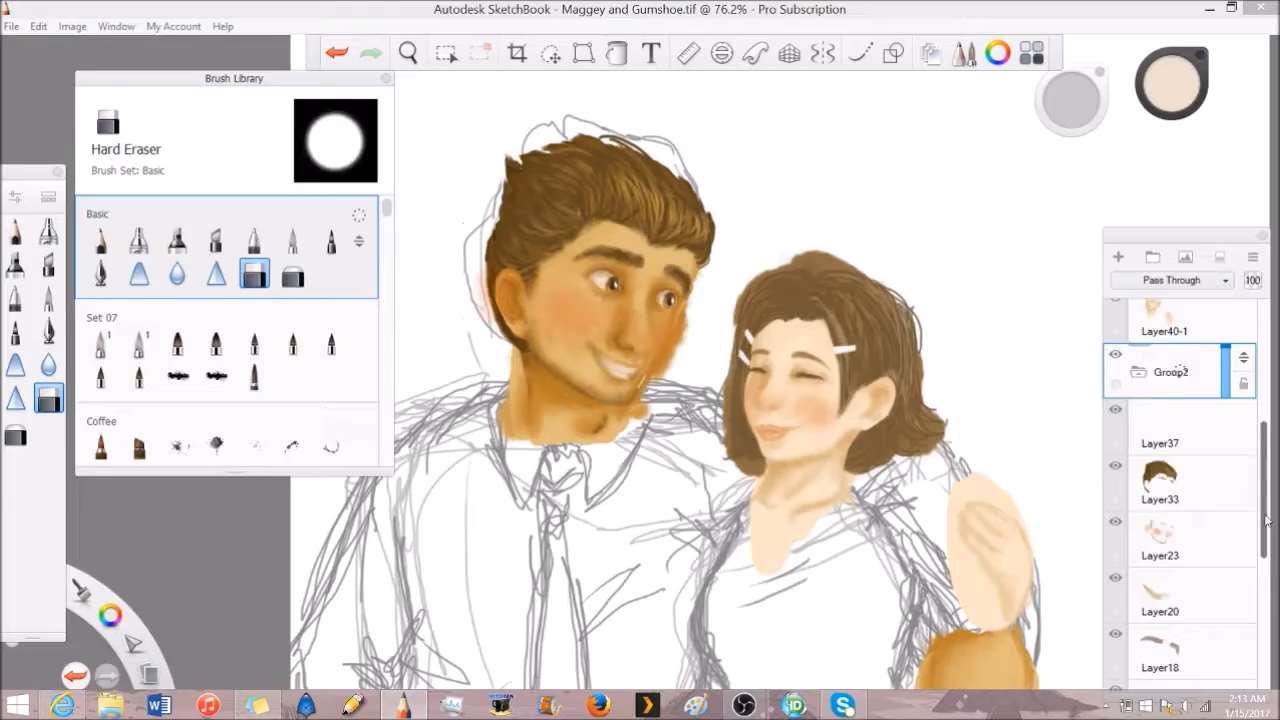 Autodesk SketchBook - Maggey and Gumshoe.tif @ 76.2% - Pro Subscription
File Edit Image Window My Account Help
Brush Library
Hard Eraser
Brush Set: Basic
Basic
Set 07
1 1
Coffee
T
Pass Through 100
Layer40-1
Group2
Layer37
Layer33
Layer23
Layer20
Layer18
2:13 AM
1/15/2017